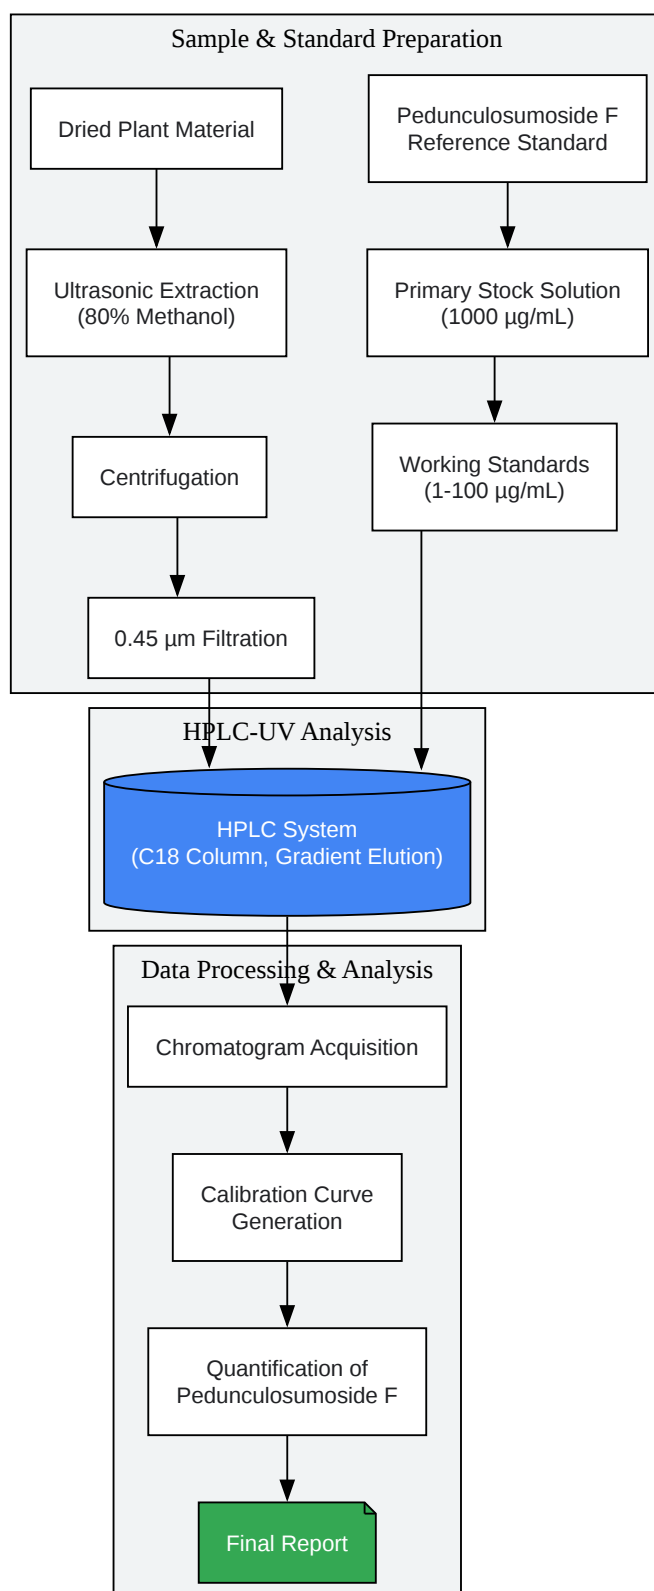 Sample & Standard Preparation
Dried Plant Material
Ultrasonic Extraction
(80% Methanol)
Centrifugation
0.45 µm Filtration
Pedunculosumoside F
Reference Standard
Primary Stock Solution
(1000 µg/mL)
Working Standards
(1-100 µg/mL)
HPLC-UV Analysis
HPLC System
(C18 Column, Gradient Elution)
Data Processing & Analysis
Chromatogram Acquisition
Calibration Curve
Generation
Quantification of
Pedunculosumoside F
Final Report